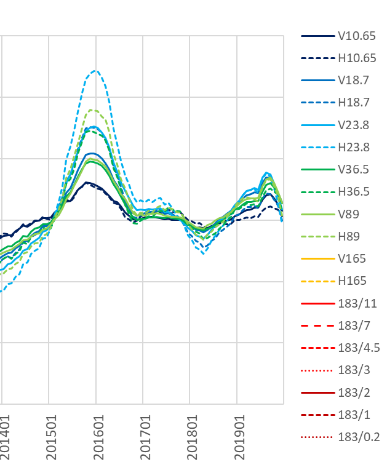 V10.65
H10.65
V18.7
H18.7
V23.8
H23.8
V36.5
H36.5
V89
H89
V165
H165
183/11
183/7
183/4.5
183/3
183/2
183/1
183/0.2
201401
201501
201601
201701
201801
201901